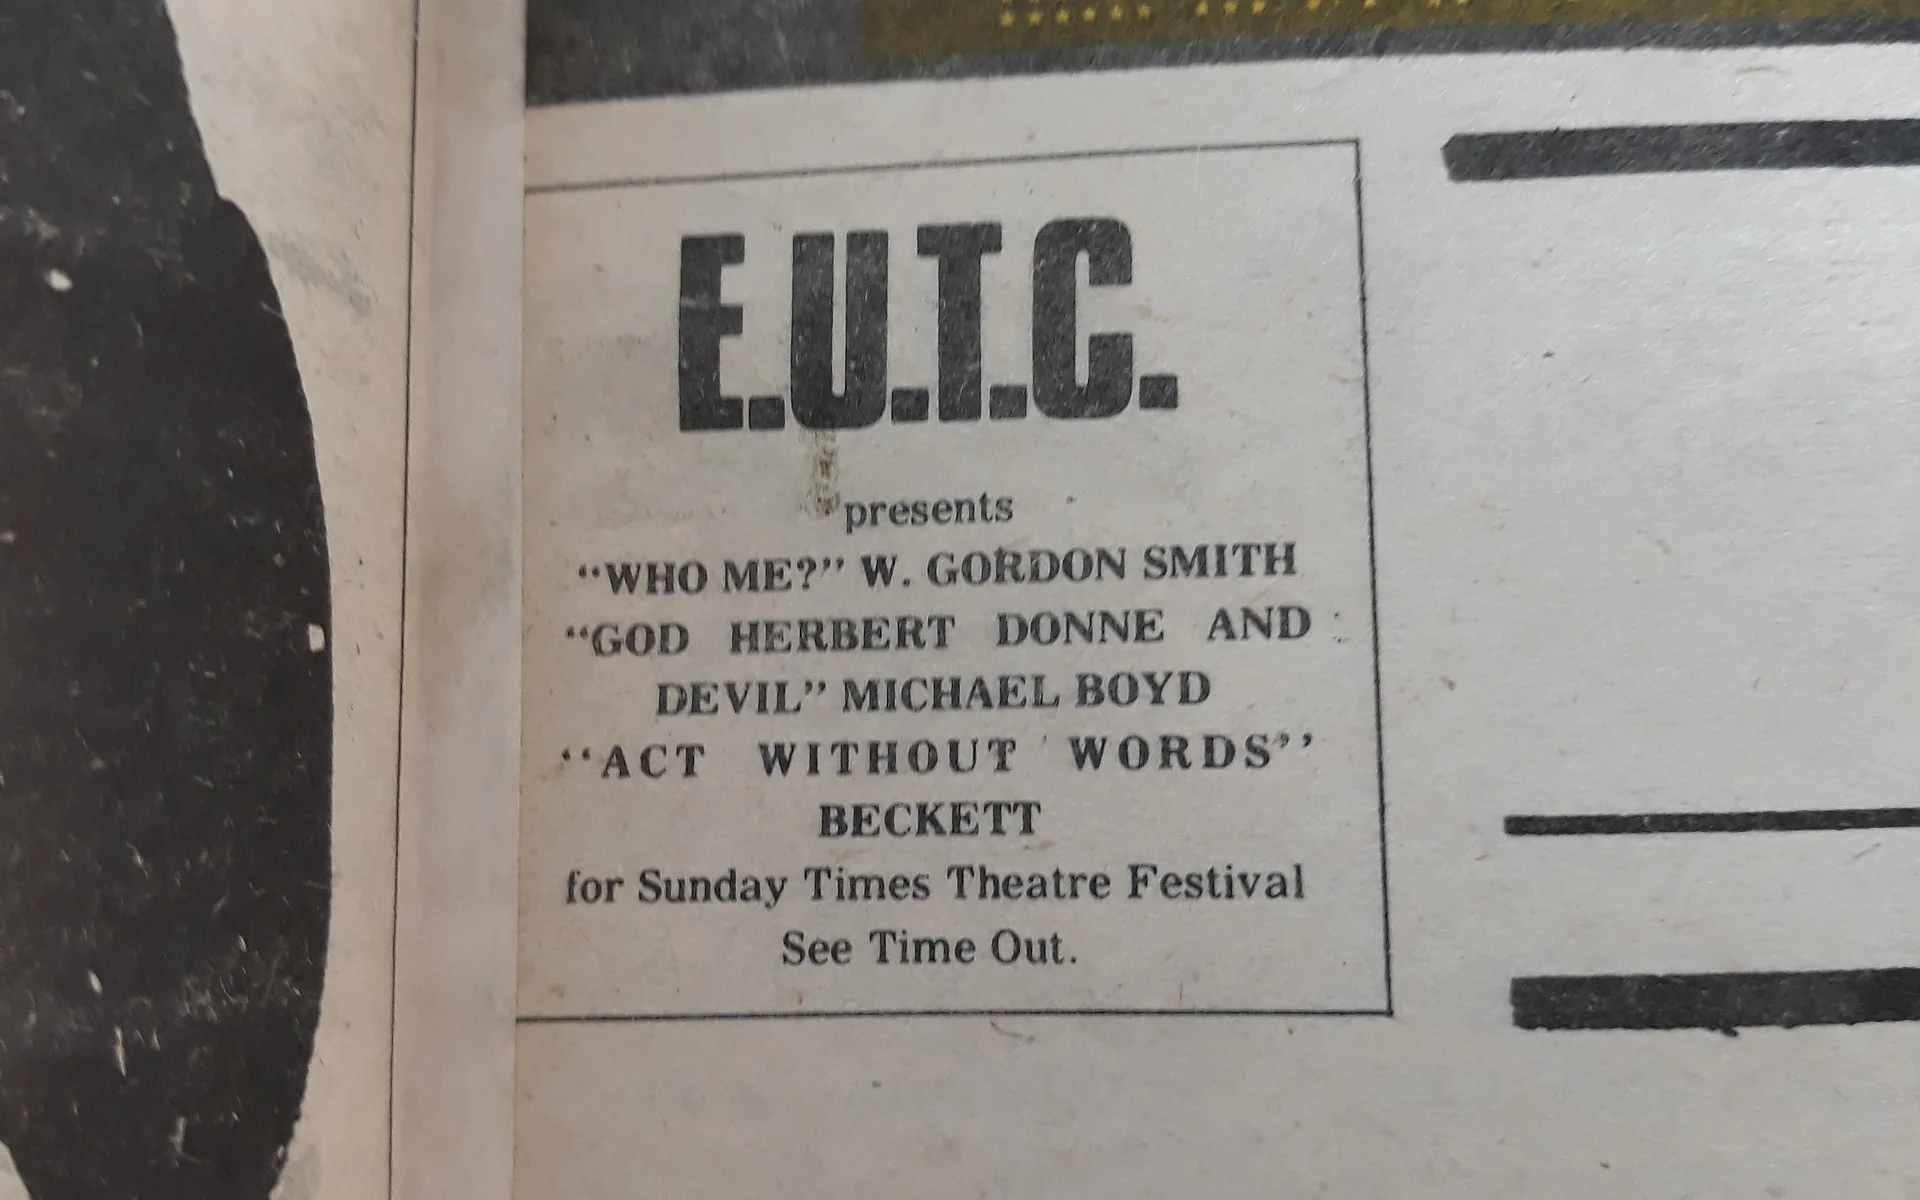 E.U.T.C.
presents
“WHO ME?” W. GORDON SMITH
“GOD HERBERT DONNE AND
DEVIL” MICHAEL BOYD
“ACT WITHOUT WORDS”
BECKETT
for Sunday Times Theatre Festival
See Time Out.